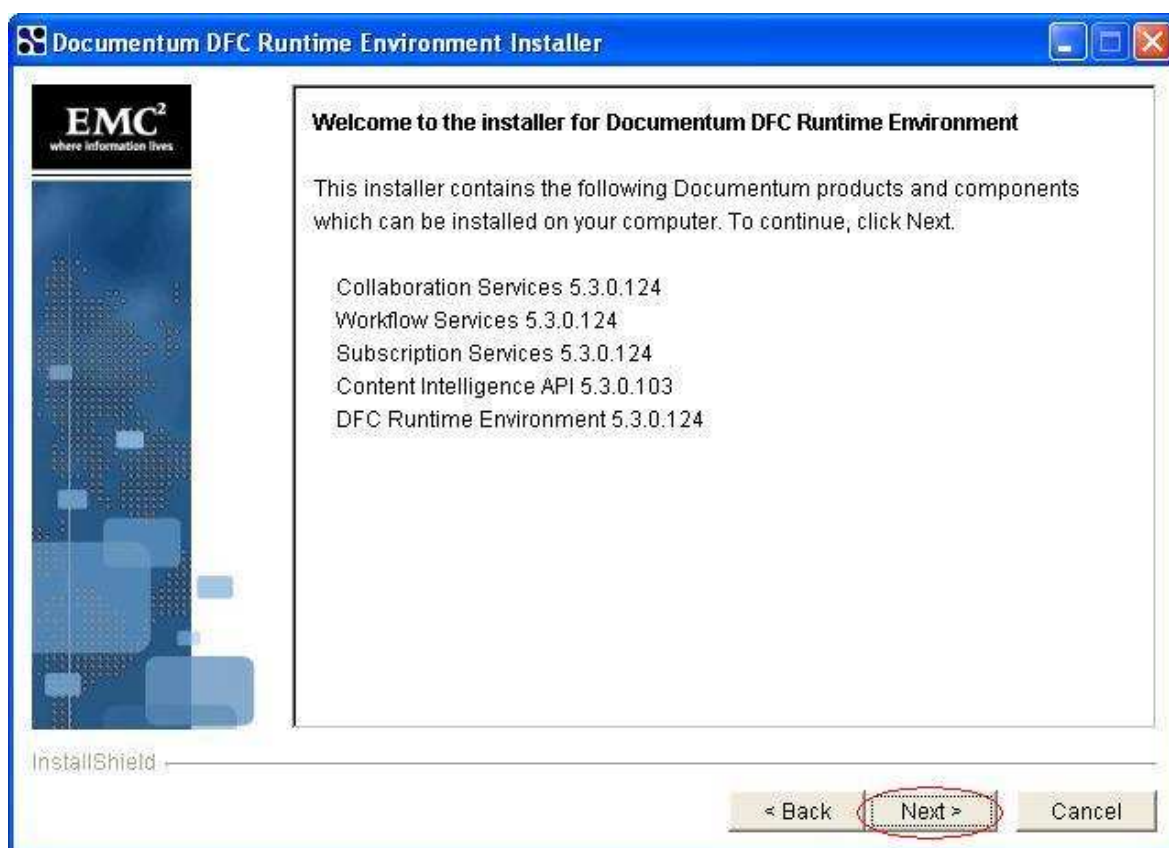 Documentum DFC Runtime Environment Installer
EMC²
where information lives
Welcome to the installer for Documentum DFC Runtime Environment
This installer contains the following Documentum products and components
which can be installed on your computer. To continue, click Next.
Collaboration Services 5.3.0.124
Workflow Services 5.3.0.124
Subscription Services 5.3.0.124
Content Intelligence API 5.3.0.103
DFC Runtime Environment 5.3.0.124
InstallShield
< Back
Next >
Cancel